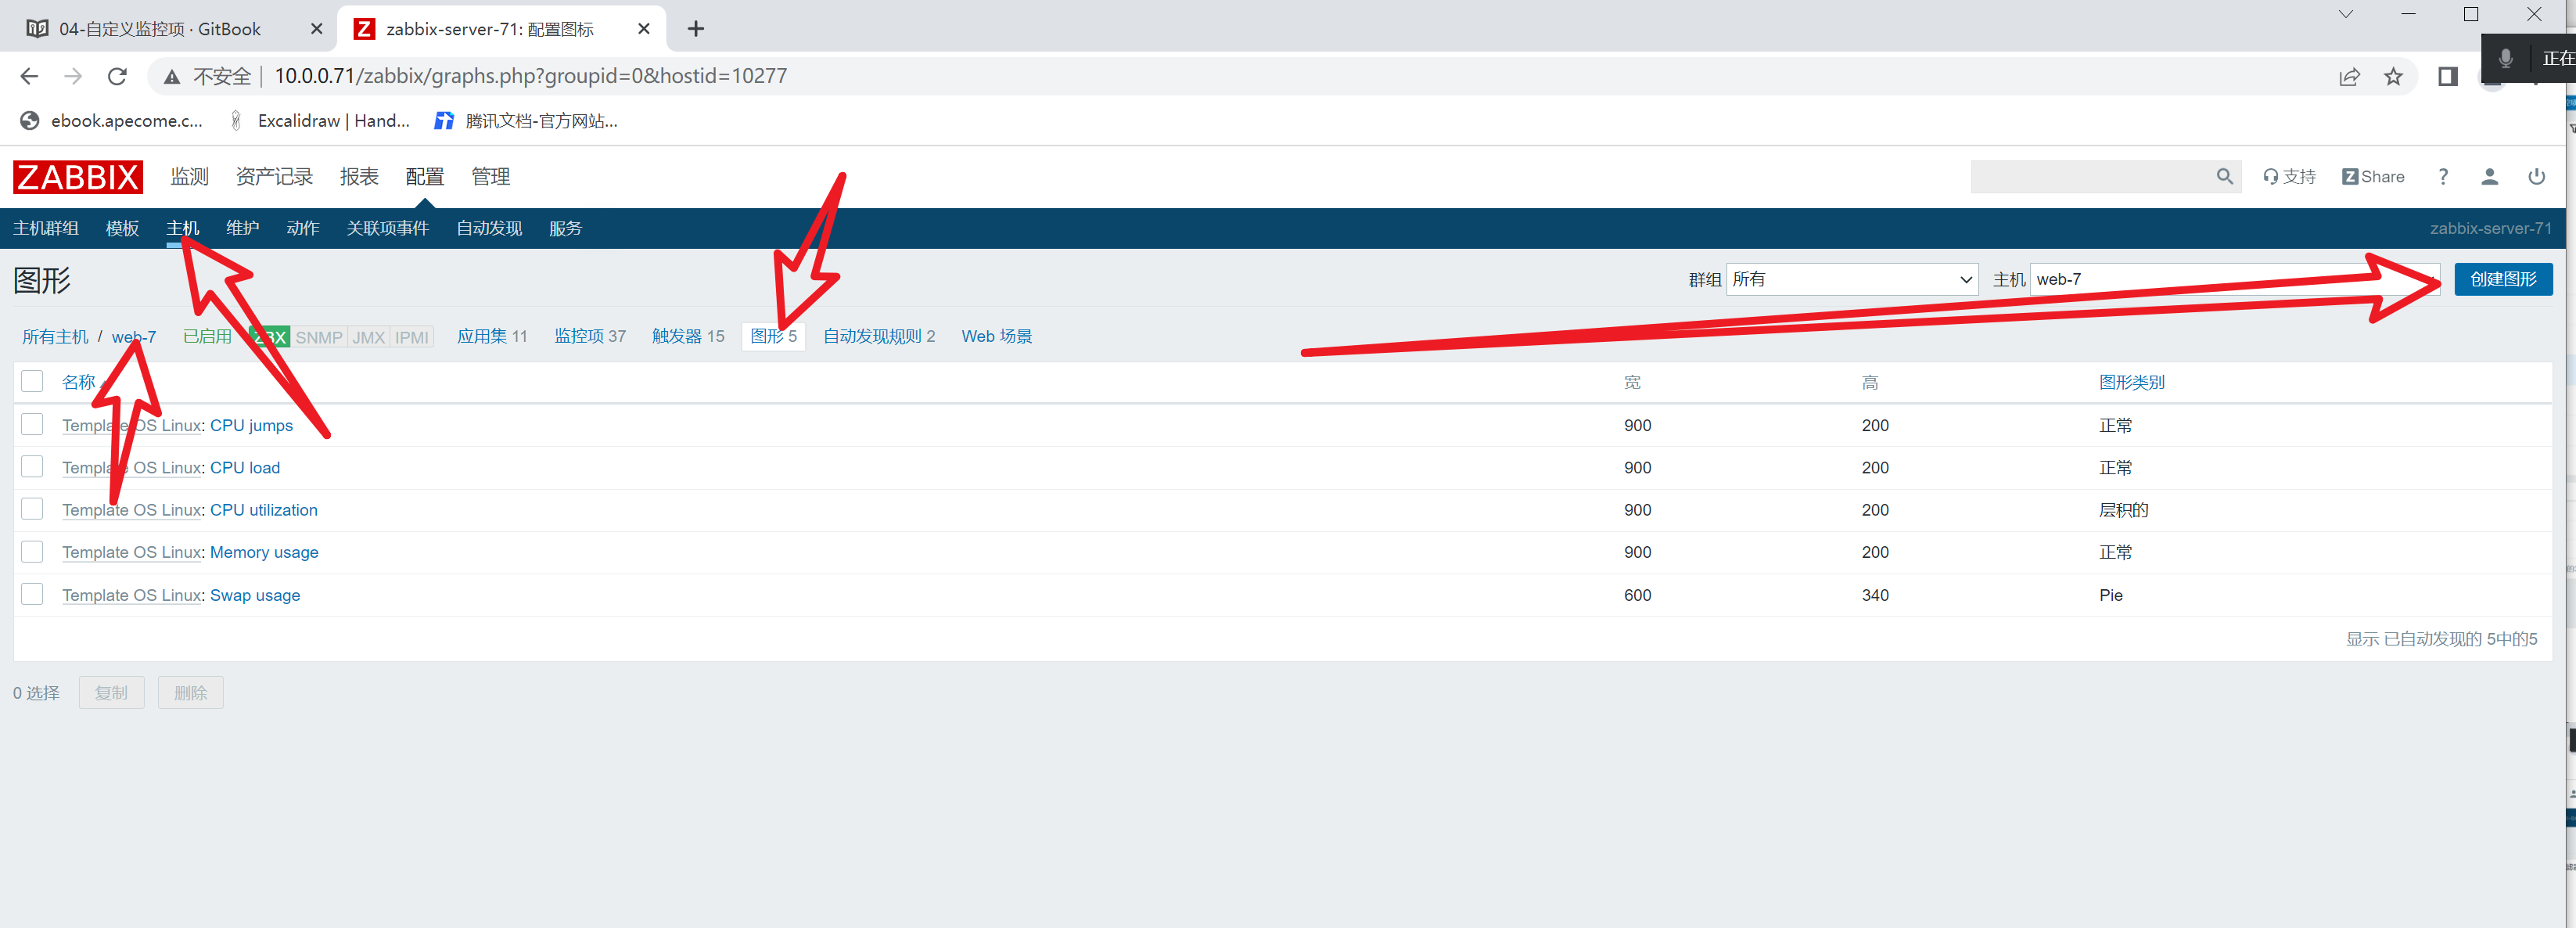 04-自定义监控项 · GitBook
zabbix-server-71: 配置图标
正在
不安全 10.0.0.71/zabbix/graphs.php?groupid=0&hostid=10277
ebook.apecome.c... Excalidraw | Hand... 腾讯文档-官方网站...
ZABBIX 监测 资产记录 报表 配置 管理 支持 Z Share ?
主机群组 模板 主机 维护 动作 关联项事件 自动发现 服务 zabbix-server-71
图形 群组 所有 主机 web-7 创建图形
所有主机 / web-7 已启用 ZBX SNMP JMX IPMI 应用集 11 监控项 37 触发器 15 图形 5 自动发现规则 2 Web 场景
名称 宽 高 图形类别
Template OS Linux: CPU jumps 900 200 正常
Template OS Linux: CPU load 900 200 正常
Template OS Linux: CPU utilization 900 200 层积的
Template OS Linux: Memory usage 900 200 正常
Template OS Linux: Swap usage 600 340 Pie
显示 已自动发现的 5中的5
0 选择 复制 删除